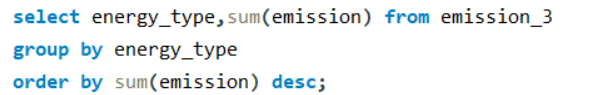 select energy_type,sum(emission) from emission_3
group by energy_type
order by sum(emission) desc;